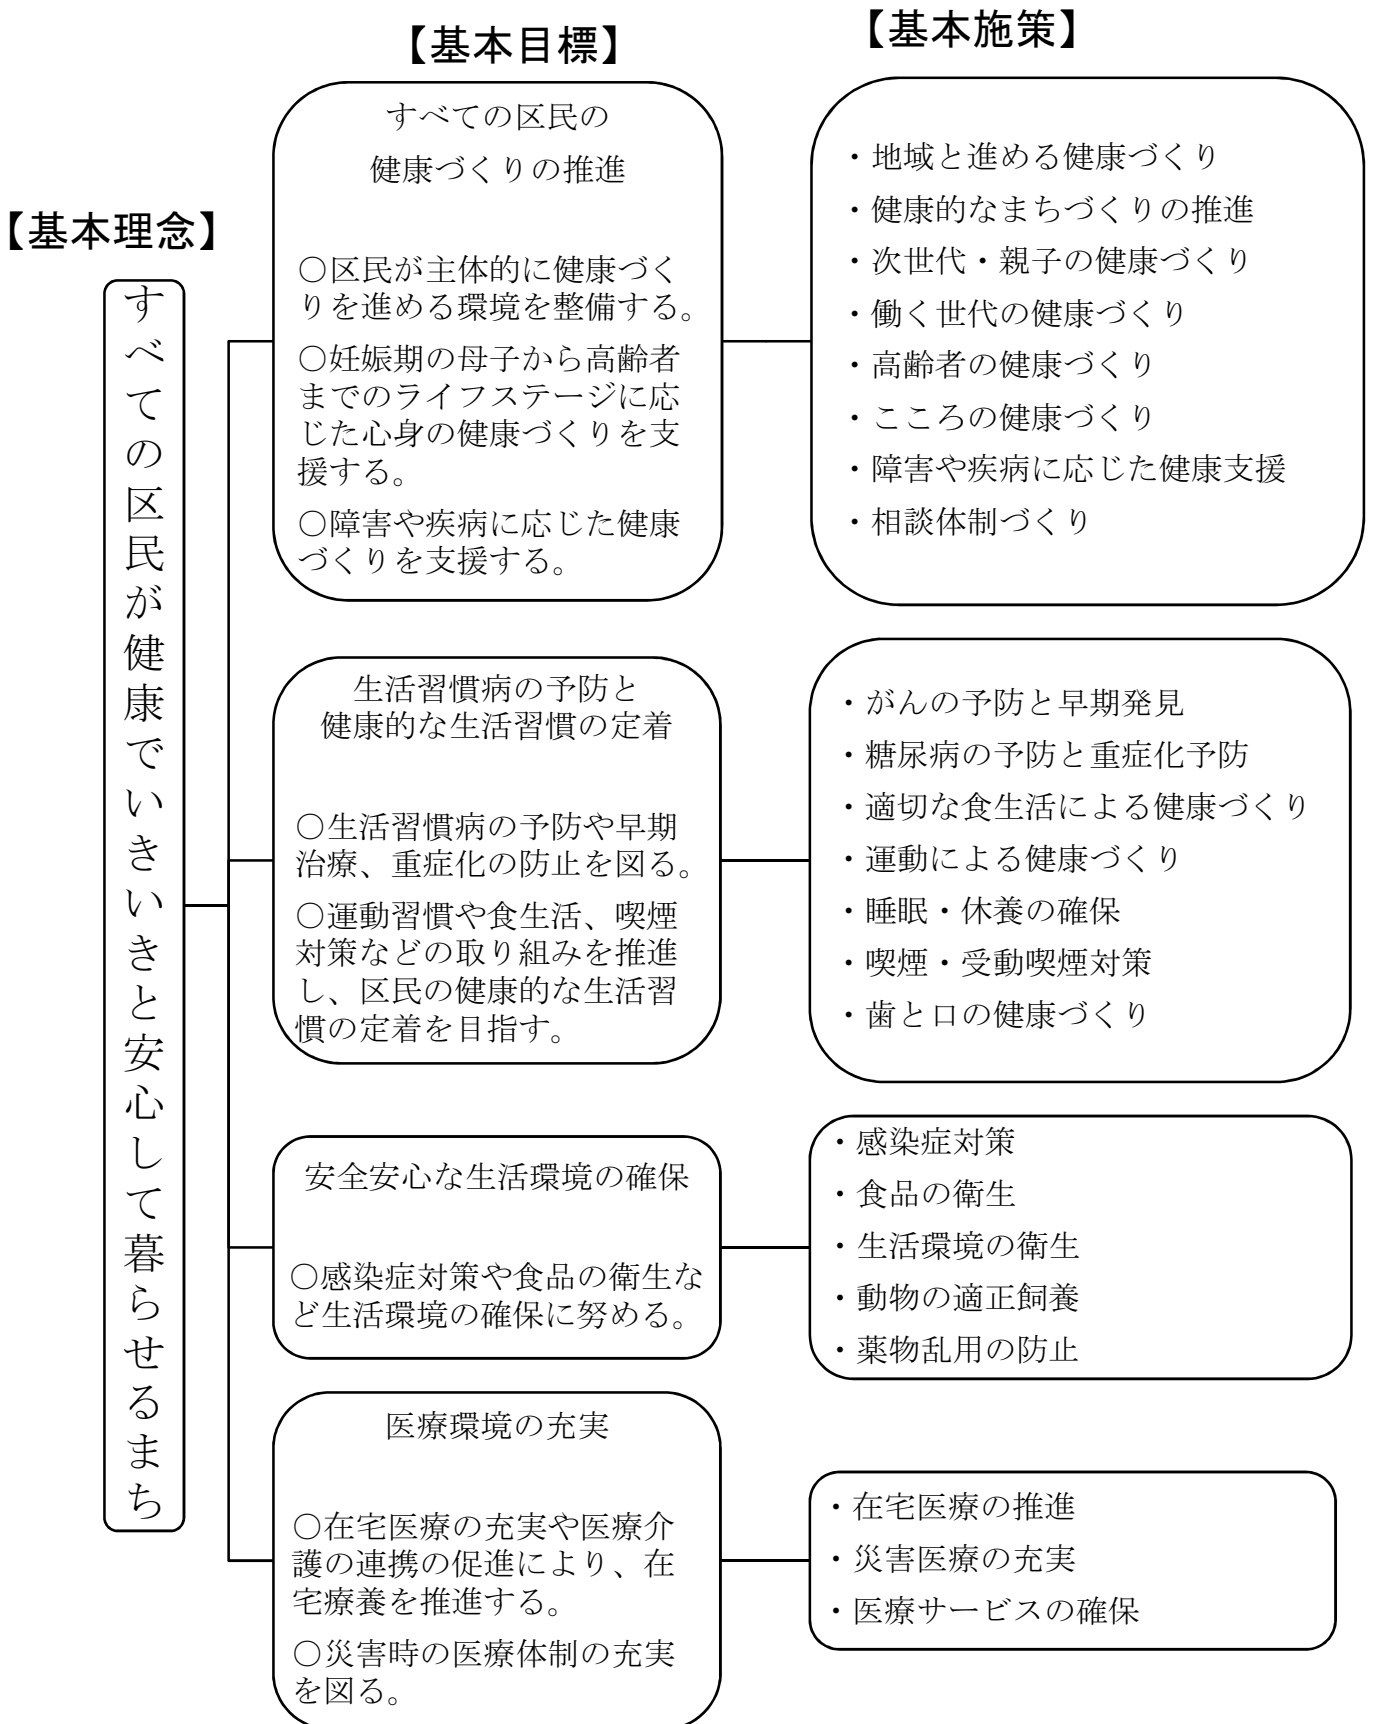 【基本理念】
すべての区民が健康でいきいきと安心して暮らせるまち
【基本目標】
【基本施策】
すべての区民の
健康づくりの推進
○区民が主体的に健康づく
りを進める環境を整備する。
○妊娠期の母子から高齢者
までのライフステージに応
じた心身の健康づくりを支
援する。
○障害や疾病に応じた健康
づくりを支援する。
・地域と進める健康づくり
・健康的なまちづくりの推進
・次世代・親子の健康づくり
・働く世代の健康づくり
・高齢者の健康づくり
・こころの健康づくり
・障害や疾病に応じた健康支援
・相談体制づくり
生活習慣病の予防と
健康的な生活習慣の定着
○生活習慣病の予防や早期
治療、重症化の防止を図る。
○運動習慣や食生活、喫煙
対策などの取り組みを推進
し、区民の健康的な生活習
慣の定着を目指す。
・がんの予防と早期発見
・糖尿病の予防と重症化予防
・適切な食生活による健康づくり
・運動による健康づくり
・睡眠・休養の確保
・喫煙・受動喫煙対策
・歯と口の健康づくり
安全安心な生活環境の確保
○感染症対策や食品の衛生な
ど生活環境の確保に努める。
・感染症対策
・食品の衛生
・生活環境の衛生
・動物の適正飼養
・薬物乱用の防止
医療環境の充実
○在宅医療の充実や医療介
護の連携の促進により、在
宅療養を推進する。
○災害時の医療体制の充実
を図る。
・在宅医療の推進
・災害医療の充実
・医療サービスの確保